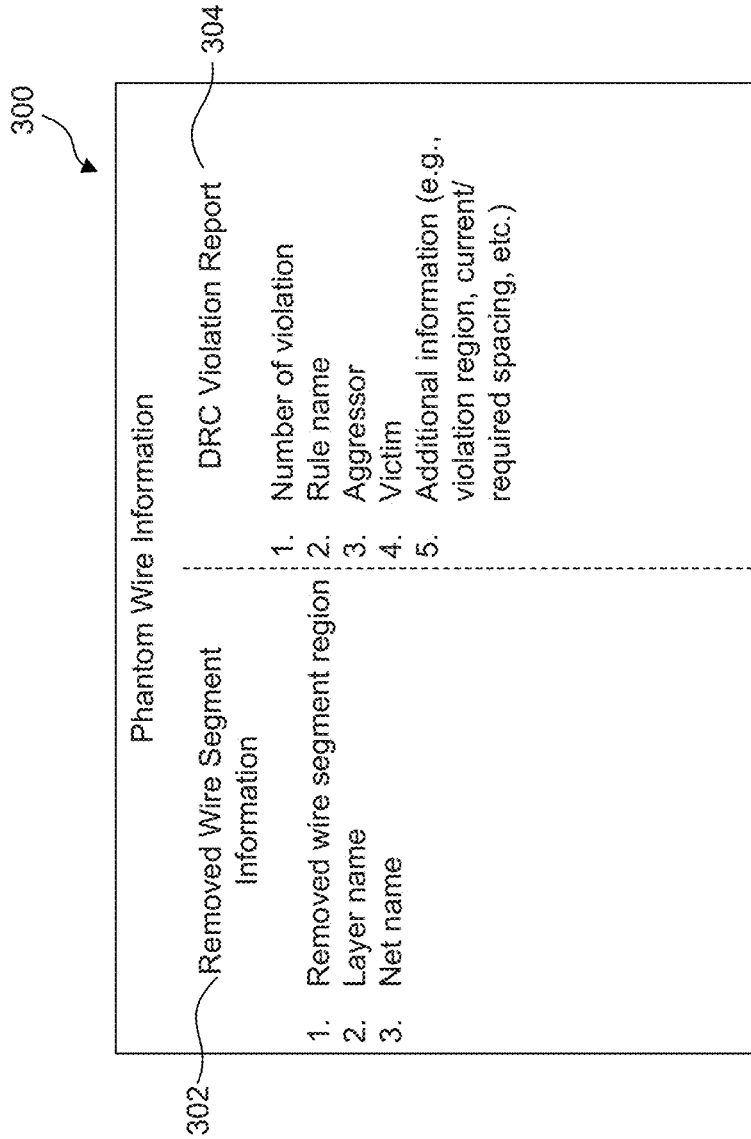 300
Phantom Wire Information
302
Removed Wire Segment
Information
1. Removed wire segment region
2. Layer name
3. Net name
DRC Violation Report
304
1. Number of violation
2. Rule name
3. Aggressor
4. Victim
5. Additional information (e.g.,
violation region, current/
required spacing, etc.)